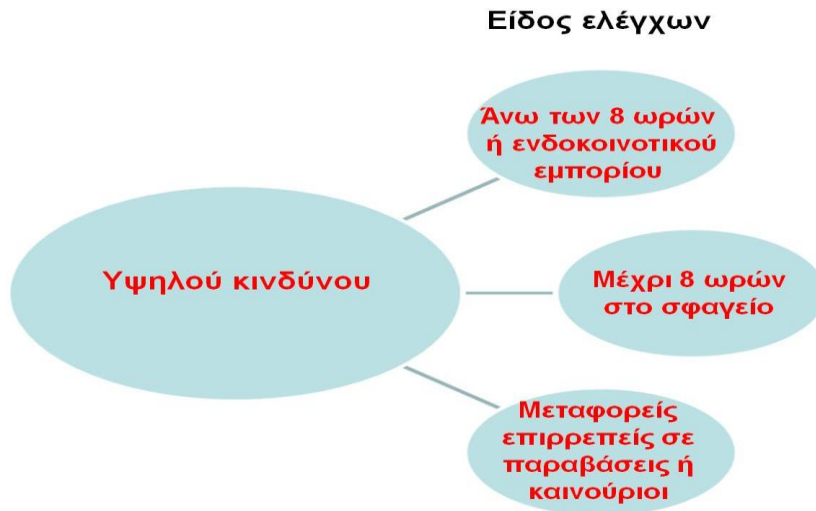 Είδος ελέγχων
Άνω των 8 ωρών
ή ενδοκοινοτικού
εμπορίου
Υψηλού κινδύνου
Μέχρι 8 ωρών
στο σφαγείο
Μεταφορείς
επιρρεπείς σε
παραβάσεις ή
καινούριοι